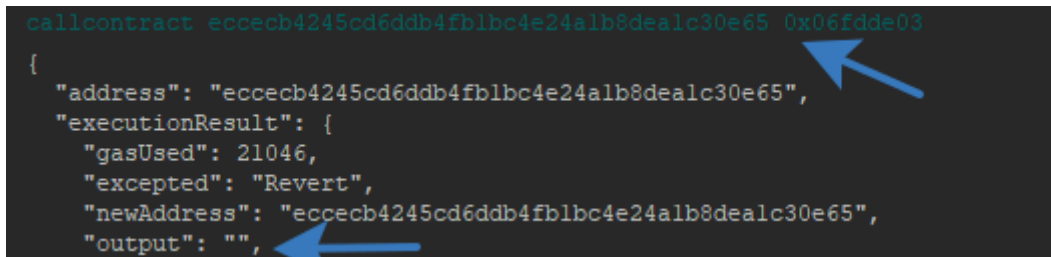 callcontract eccecb4245cd6ddb4fb1bc4e24a1b8dea1c30e65 0x06fdde03
{
"address": "eccecb4245cd6ddb4fb1bc4e24a1b8dea1c30e65",
"executionResult": {
"gasUsed": 21046,
"excepted": "Revert",
"newAddress": "eccecb4245cd6ddb4fb1bc4e24a1b8dea1c30e65",
"output": "",